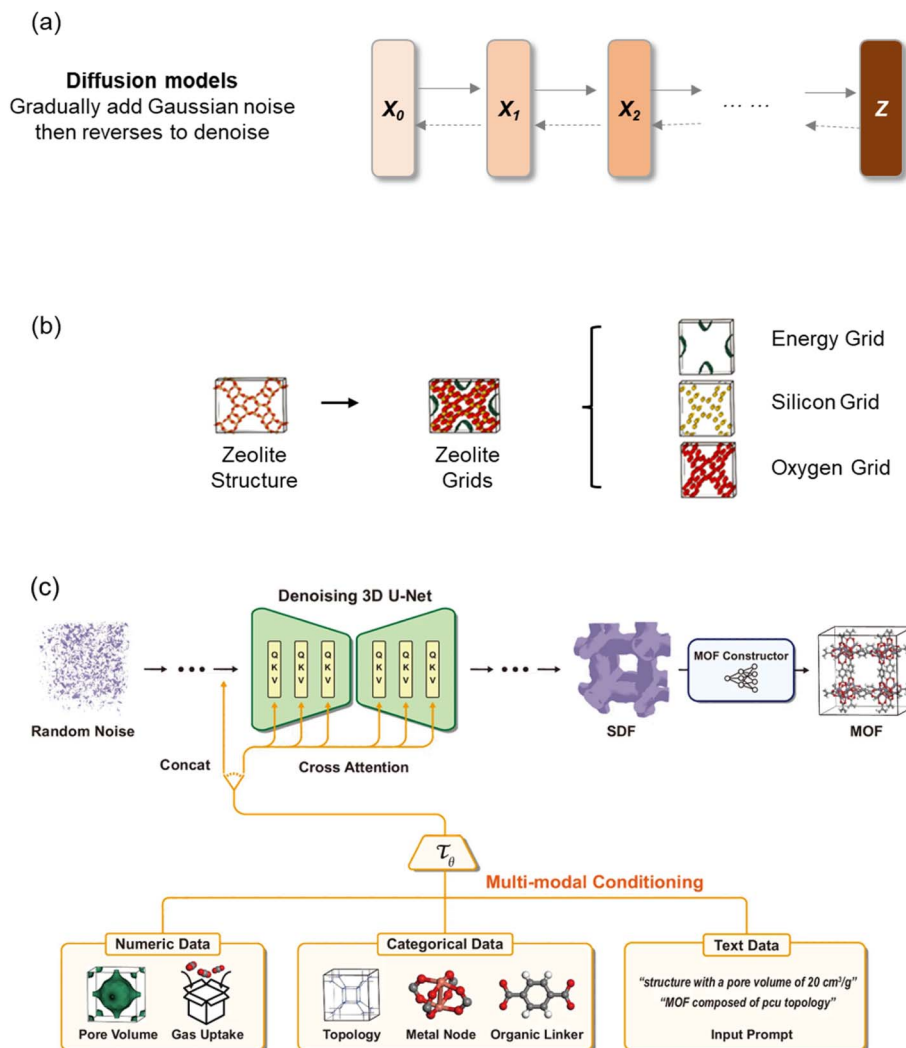 (a)
Diffusion models
Gradually add Gaussian noise
then reverses to denoise
X0
X1
X2
... ...
Z
(b)
Zeolite
Structure
Zeolite
Grids
Energy Grid
Silicon Grid
Oxygen Grid
(c)
Denoising 3D U-Net
Q K V
Q K V
Q K V
Q K V
Q K V
Q K V
MOF Constructor
Random Noise
SDF
MOF
Concat
Cross Attention
τθ
Multi-modal Conditioning
Numeric Data
Categorical Data
Text Data
"structure with a pore volume of 20 cm³/g"
"MOF composed of pcu topology"
Pore Volume
Gas Uptake
Topology
Metal Node
Organic Linker
Input Prompt